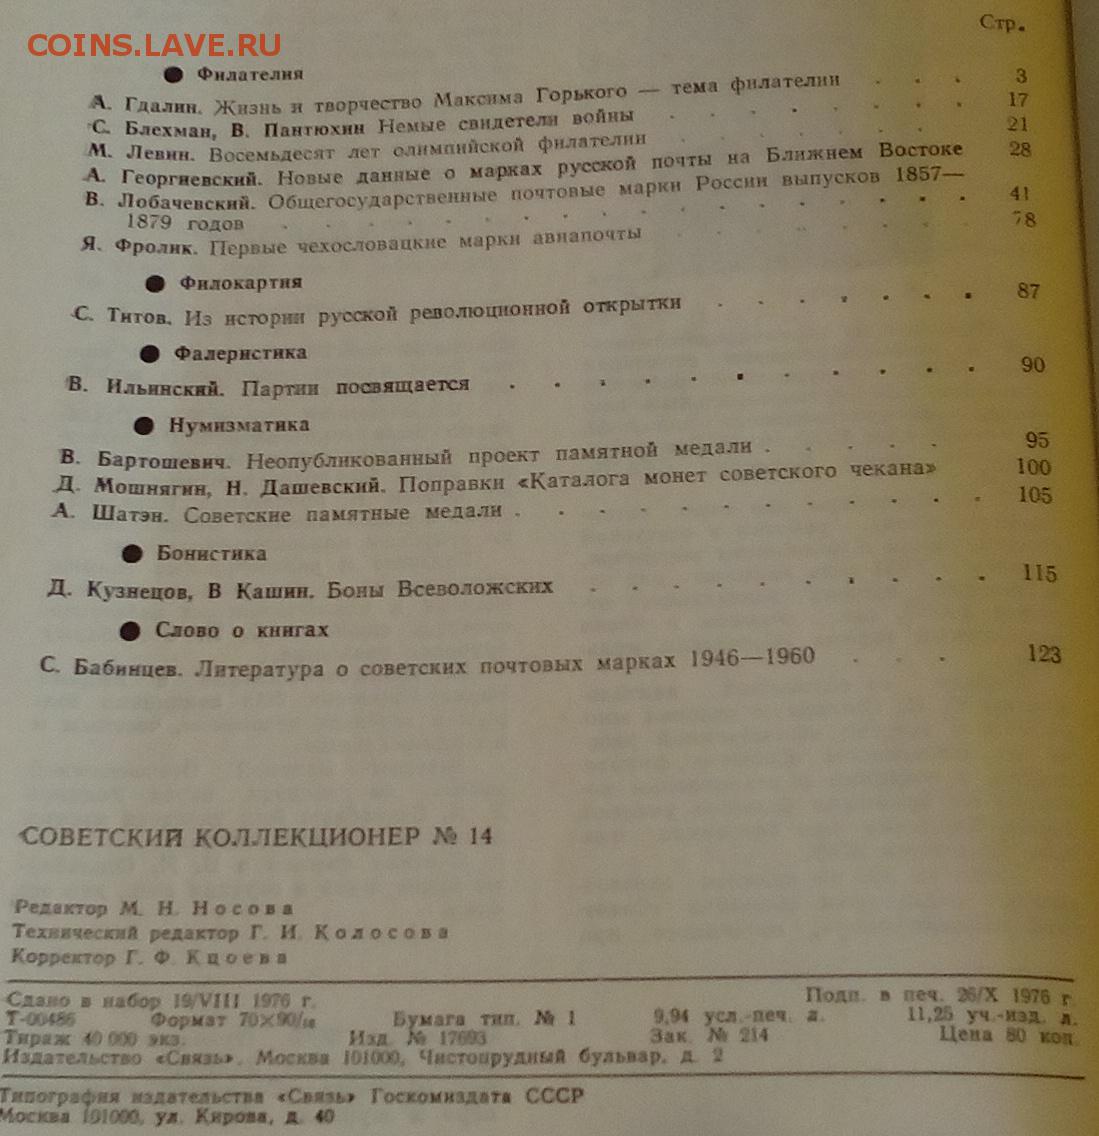 COINS.LAVE.RU
Стр.
● Филателия
А. Гдалин. Жизнь и творчество Максима Горького — тема филателии . . . 3
С. Блехман, В. Пантюхин Немые свидетели войны . . . . . . . . 17
М. Левин. Восемьдесят лет олимпийской филателии . . . . . . . 21
А. Георгиевский. Новые данные о марках русской почты на Ближнем Востоке 28
В. Лобачевский. Общегосударственные почтовые марки России выпусков 1857—
1879 годов . . . . . . . . . . . . . . . . . 41
Я. Фролик. Первые чехословацкие марки авиапочты . . . . . . . . 78
● Филокартия
С. Титов. Из истории русской революционной открытки . . . . . . . 87
● Фалеристика
В. Ильинский. Партии посвящается . . . . . . . . . . . 90
● Нумизматика
В. Бартошевич. Неопубликованный проект памятной медали . . . . . 95
Д. Мошнягин, Н. Дашевский. Поправки «Каталога монет советского чекана» 100
А. Шатэн. Советские памятные медали . . . . . . . . . . . . 105
● Бонистика
Д. Кузнецов, В Кашин. Боны Всеволожских . . . . . . . . . . 115
● Слово о книгах
С. Бабинцев. Литература о советских почтовых марках 1946—1960 . . . 123
СОВЕТСКИЙ КОЛЛЕКЦИОНЕР № 14
Редактор М. Н. Носова
Технический редактор Г. И. Колосова
Корректор Г. Ф. Кцоева
Сдано в набор 19/VIII 1976 г. Подп. в печ. 26/X 1976 г.
Т-00486 Формат 70×90/16 Бумага тип. № 1 9,94 усл.-печ. л. 11,25 уч.-изд. л.
Тираж 40 000 экз. Изд. № 17693 Зак. № 214 Цена 80 коп.
Издательство «Связь». Москва 101000, Чистопрудный бульвар, д. 2
Типография издательства «Связь» Госкомиздата СССР
Москва 101000, ул. Кирова, д. 40